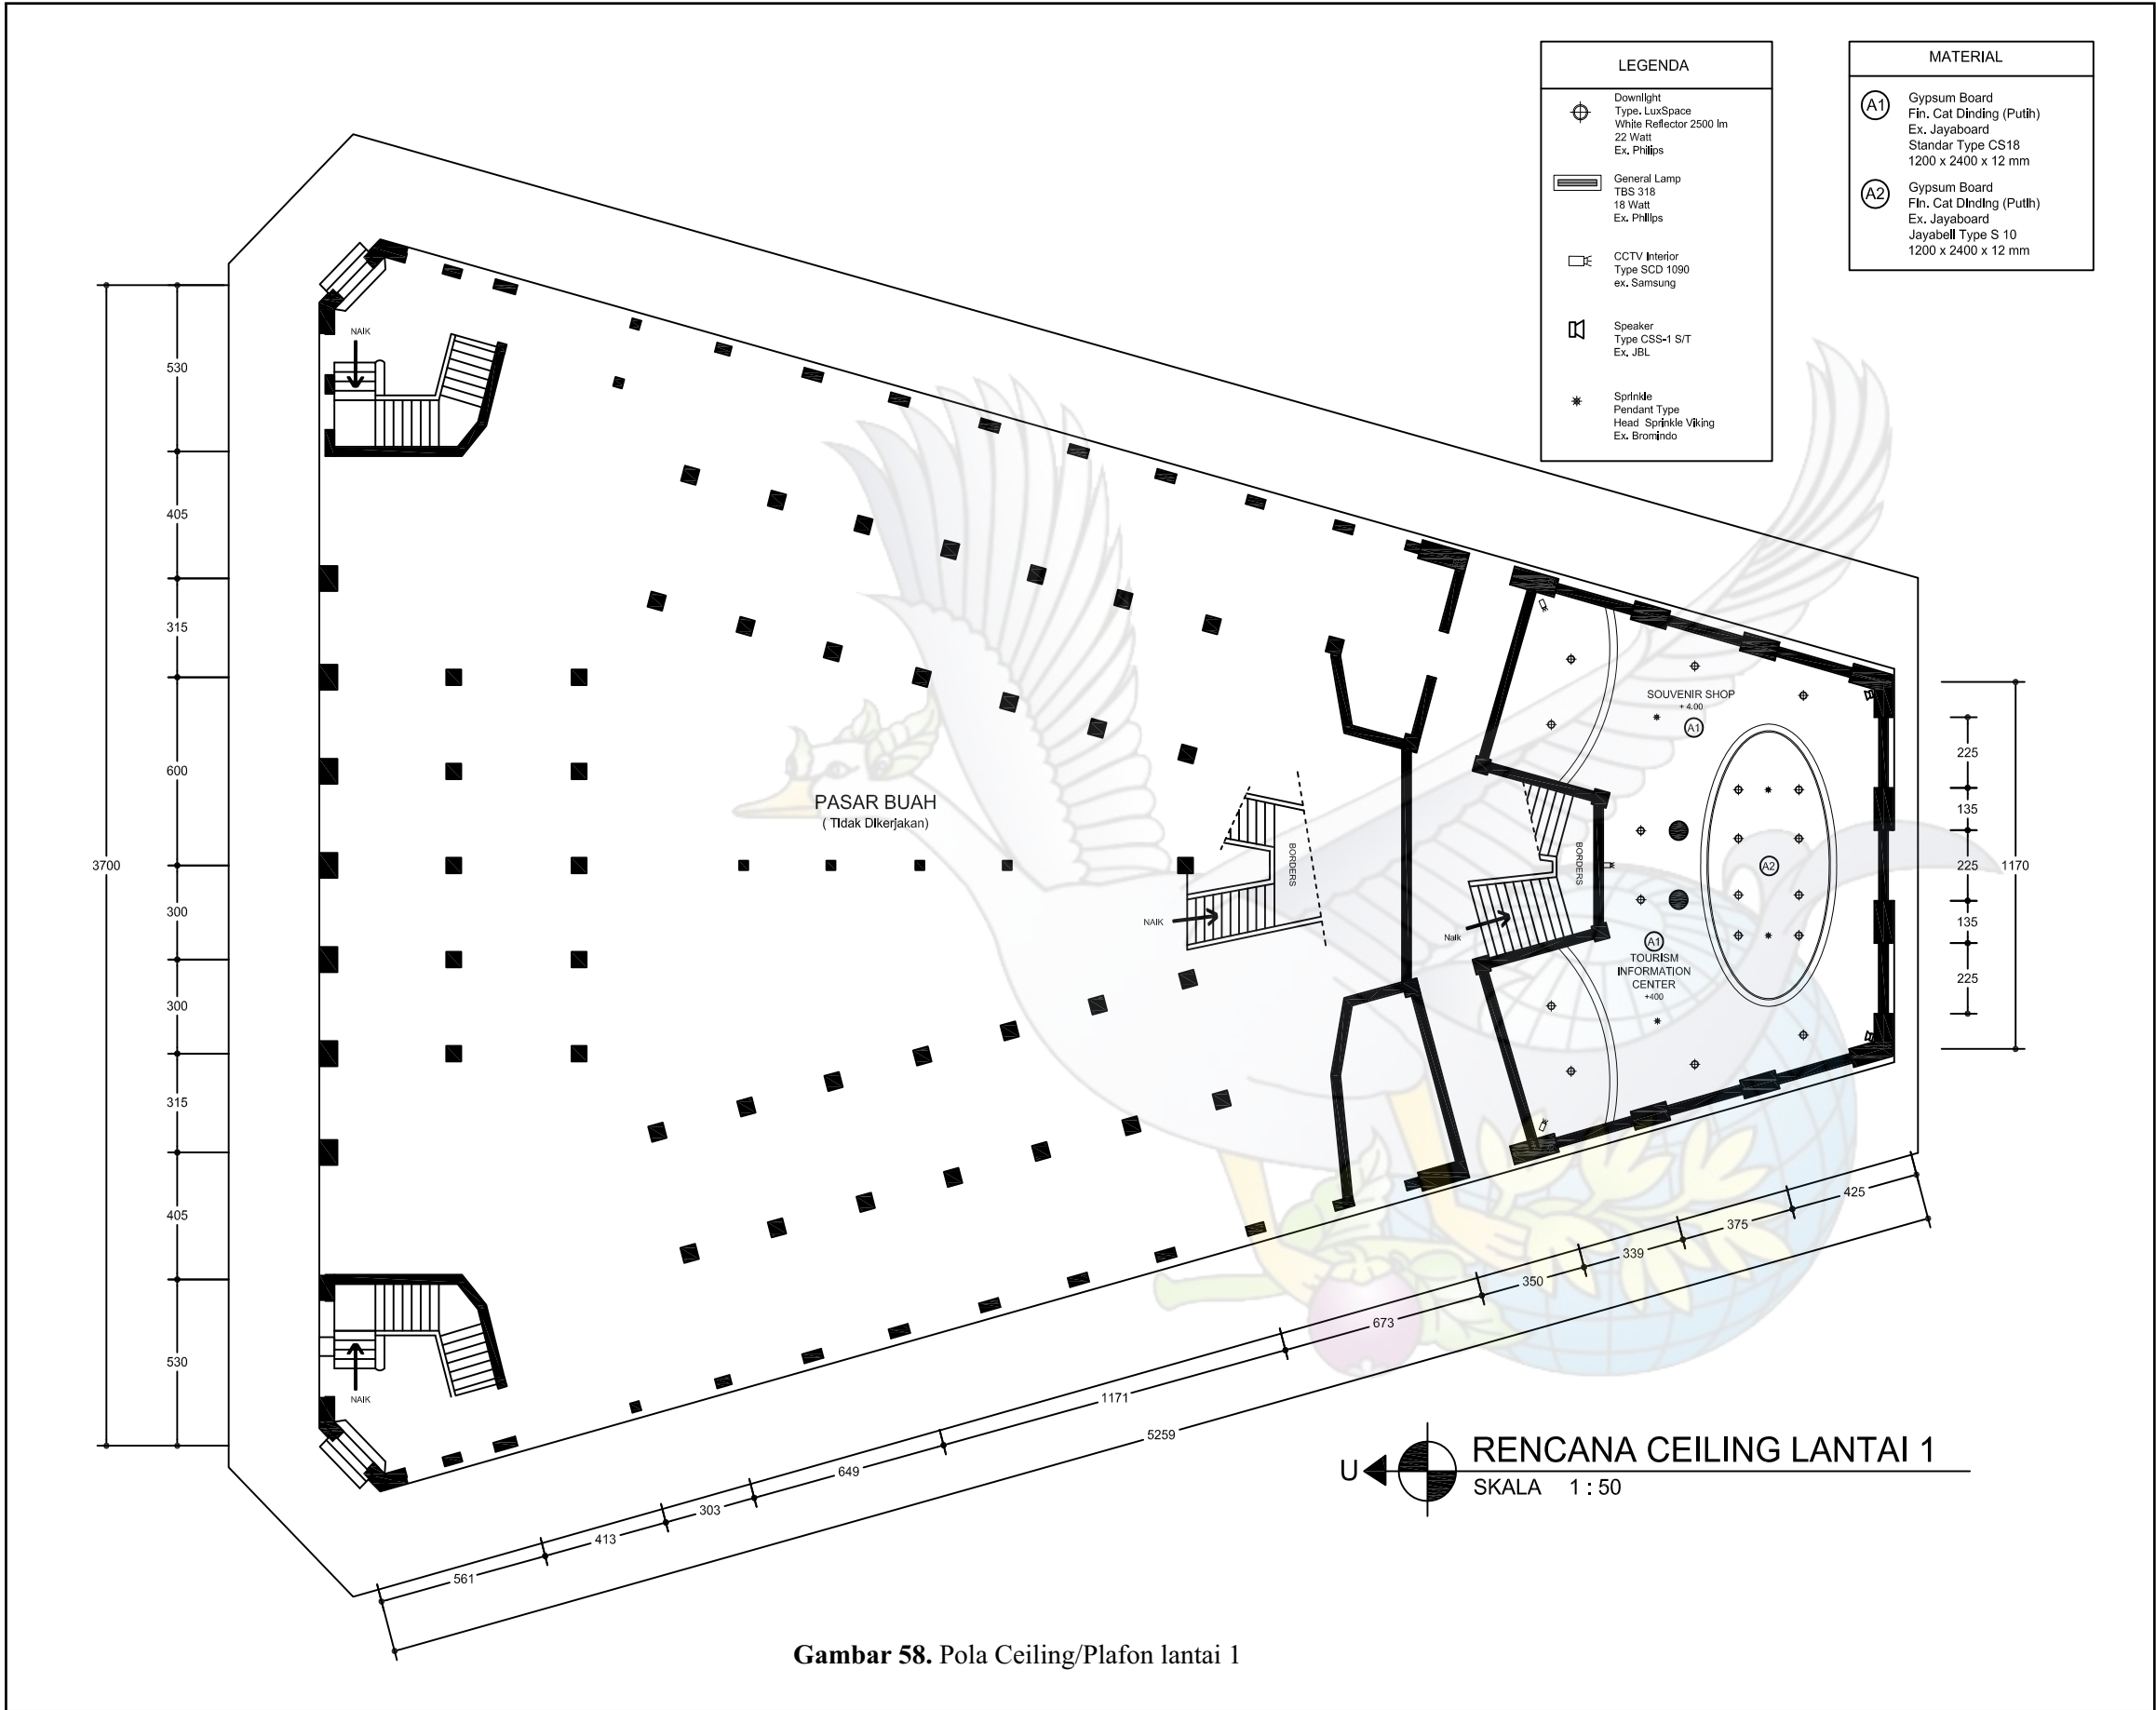 LEGENDA
Downlight
Type. LuxSpace
White Reflector 2500 lm
22 Watt
Ex. Philips
General Lamp
TBS 318
18 Watt
Ex. Philips
CCTV Interior
Type SCD 1090
ex. Samsung
Speaker
Type CSS-1 S/T
Ex. JBL
Sprinkle
Pendant Type
Head Sprinkle Viking
Ex. Bromindo
MATERIAL
A1
Gypsum Board
Fin. Cat Dinding (Putih)
Ex. Jayaboard
Standar Type CS18
1200 x 2400 x 12 mm
A2
Gypsum Board
Fin. Cat Dinding (Putih)
Ex. Jayaboard
Jayabell Type S 10
1200 x 2400 x 12 mm
3700
530
405
315
600
300
300
315
405
530
NAIK
NAIK
PASAR BUAH
( Tidak Dikerjakan)
NAIK
BORDERS
Naik
BORDERS
SOUVENIR SHOP
+ 4.00
A1
A2
A1
TOURISM
INFORMATION
CENTER
+400
225
135
225
135
225
1170
561
413
303
649
1171
673
350
339
375
425
5259
U
RENCANA CEILING LANTAI 1
SKALA 1 : 50
Gambar 58. Pola Ceiling/Plafon lantai 1